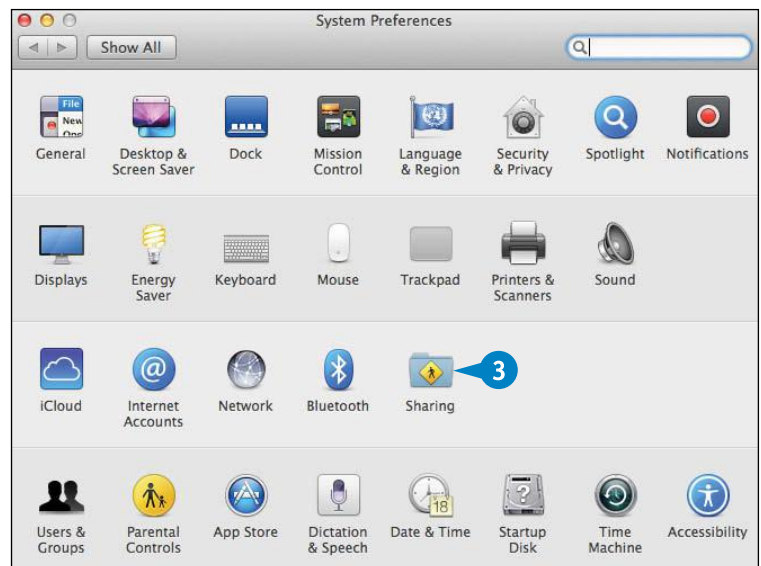 System Preferences
Show All
File
New
One
General
Desktop &
Screen Saver
Dock
Mission
Control
Language
& Region
Security
& Privacy
Spotlight
Notifications
Displays
Energy
Saver
Keyboard
Mouse
Trackpad
Printers &
Scanners
Sound
iCloud
Internet
Accounts
Network
Bluetooth
Sharing
3
Users &
Groups
Parental
Controls
App Store
Dictation
& Speech
18
Date & Time
?
Startup
Disk
Time
Machine
Accessibility